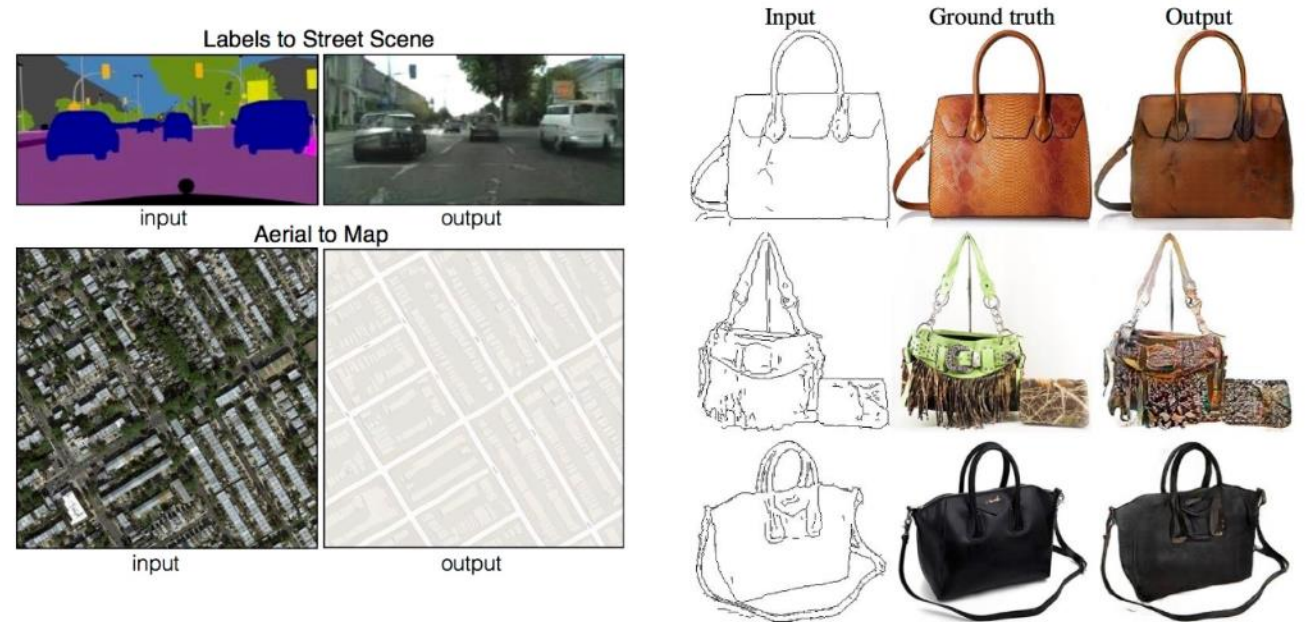 Labels to Street Scene
input
output
Aerial to Map
input
output
Input
Ground truth
Output